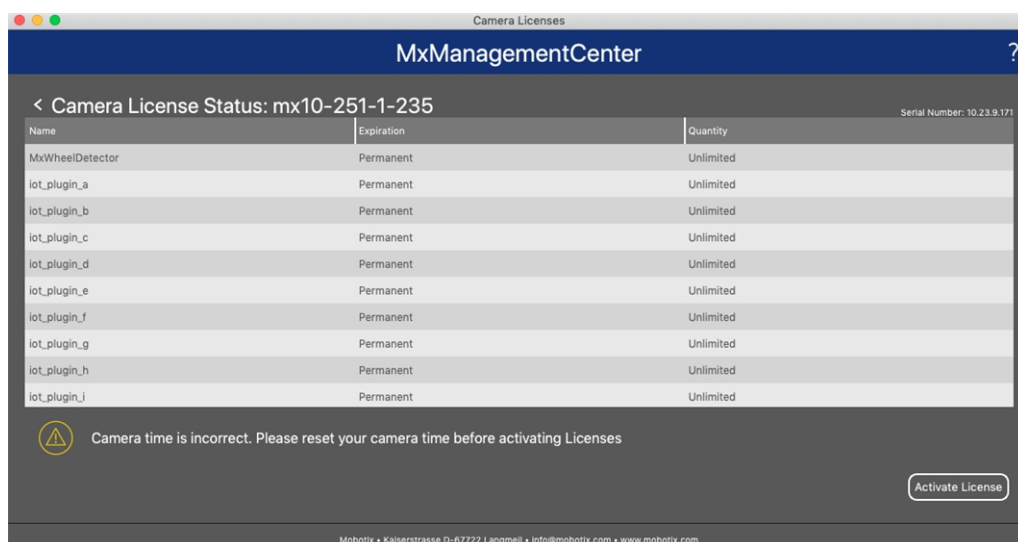 Camera Licenses
MxManagementCenter
?
< Camera License Status: mx10-251-1-235
Serial Number: 10.23.9.171
Name Expiration Quantity
MxWheelDetector Permanent Unlimited
iot_plugin_a Permanent Unlimited
iot_plugin_b Permanent Unlimited
iot_plugin_c Permanent Unlimited
iot_plugin_d Permanent Unlimited
iot_plugin_e Permanent Unlimited
iot_plugin_f Permanent Unlimited
iot_plugin_g Permanent Unlimited
iot_plugin_h Permanent Unlimited
iot_plugin_i Permanent Unlimited
Camera time is incorrect. Please reset your camera time before activating Licenses
Activate License
Mobotix • Kaiserstrasse D-67722 Langmeil • info@mobotix.com • www.mobotix.com